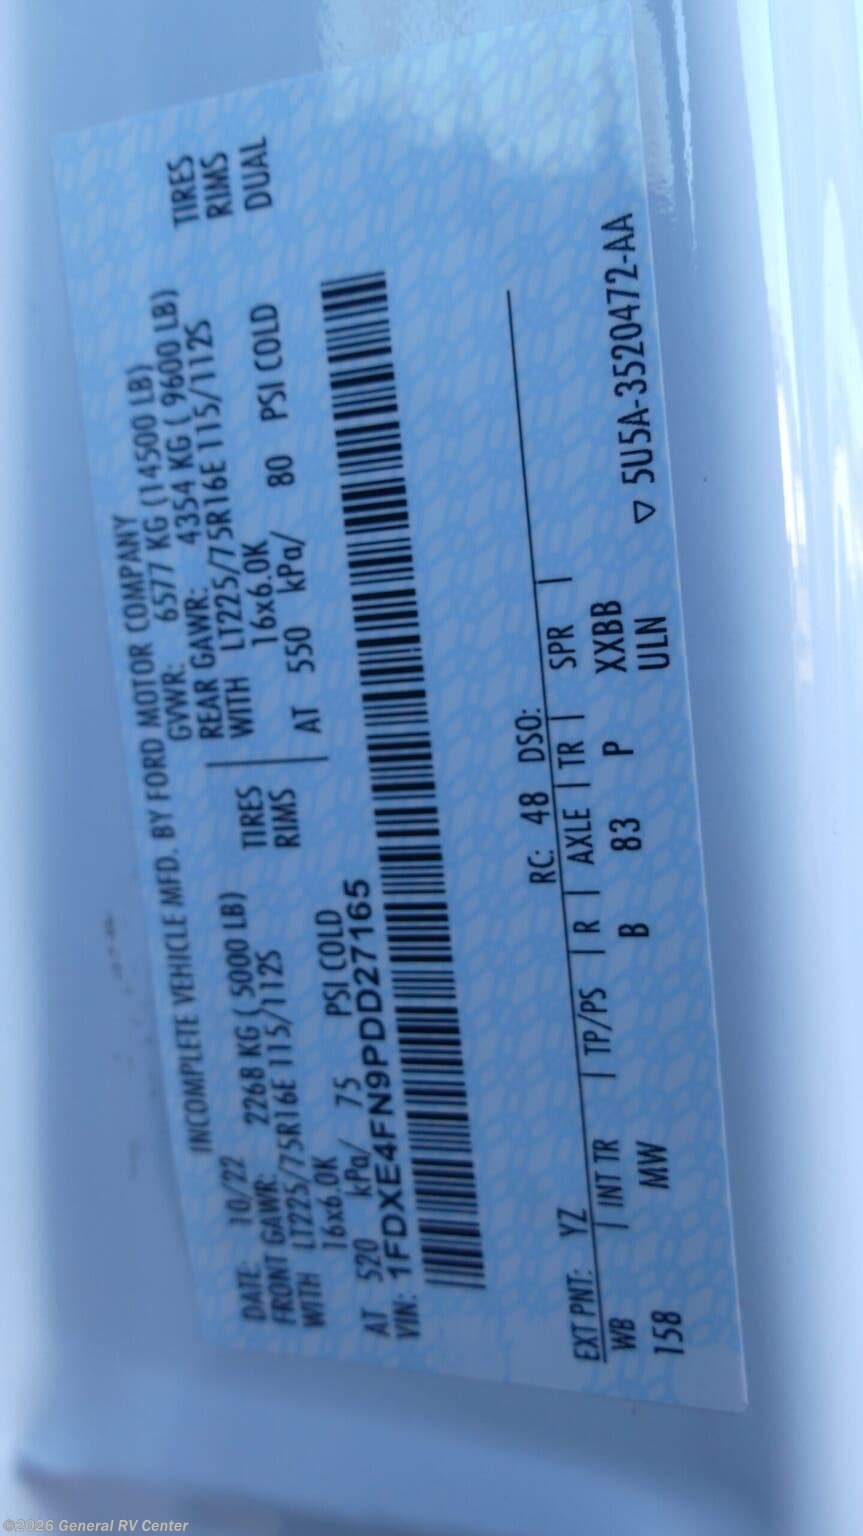 INCOMPLETE VEHICLE MFD. BY FORD MOTOR COMPANY
DATE: 10/22 GVWR: 6577 KG (14500 LB)
FRONT GAWR: 2268 KG ( 5000 LB) REAR GAWR: 4354 KG ( 9600 LB)
WITH LT225/75R16E 115/112S TIRES WITH LT225/75R16E 115/112S TIRES
16x6.0K RIMS 16x6.0K RIMS
AT 520 kPa/ 75 PSI COLD AT 550 kPa/ 80 PSI COLD DUAL
VIN: 1FDXE4FN9PDD27165
EXT PNT: YZ RC: 48 DSO:
WB | INT TR | TP/PS | R | AXLE | TR | SPR |
158 MW B 83 P XXBB
ULN
▽ 5U5A-3520472-AA
©2026 General RV Center